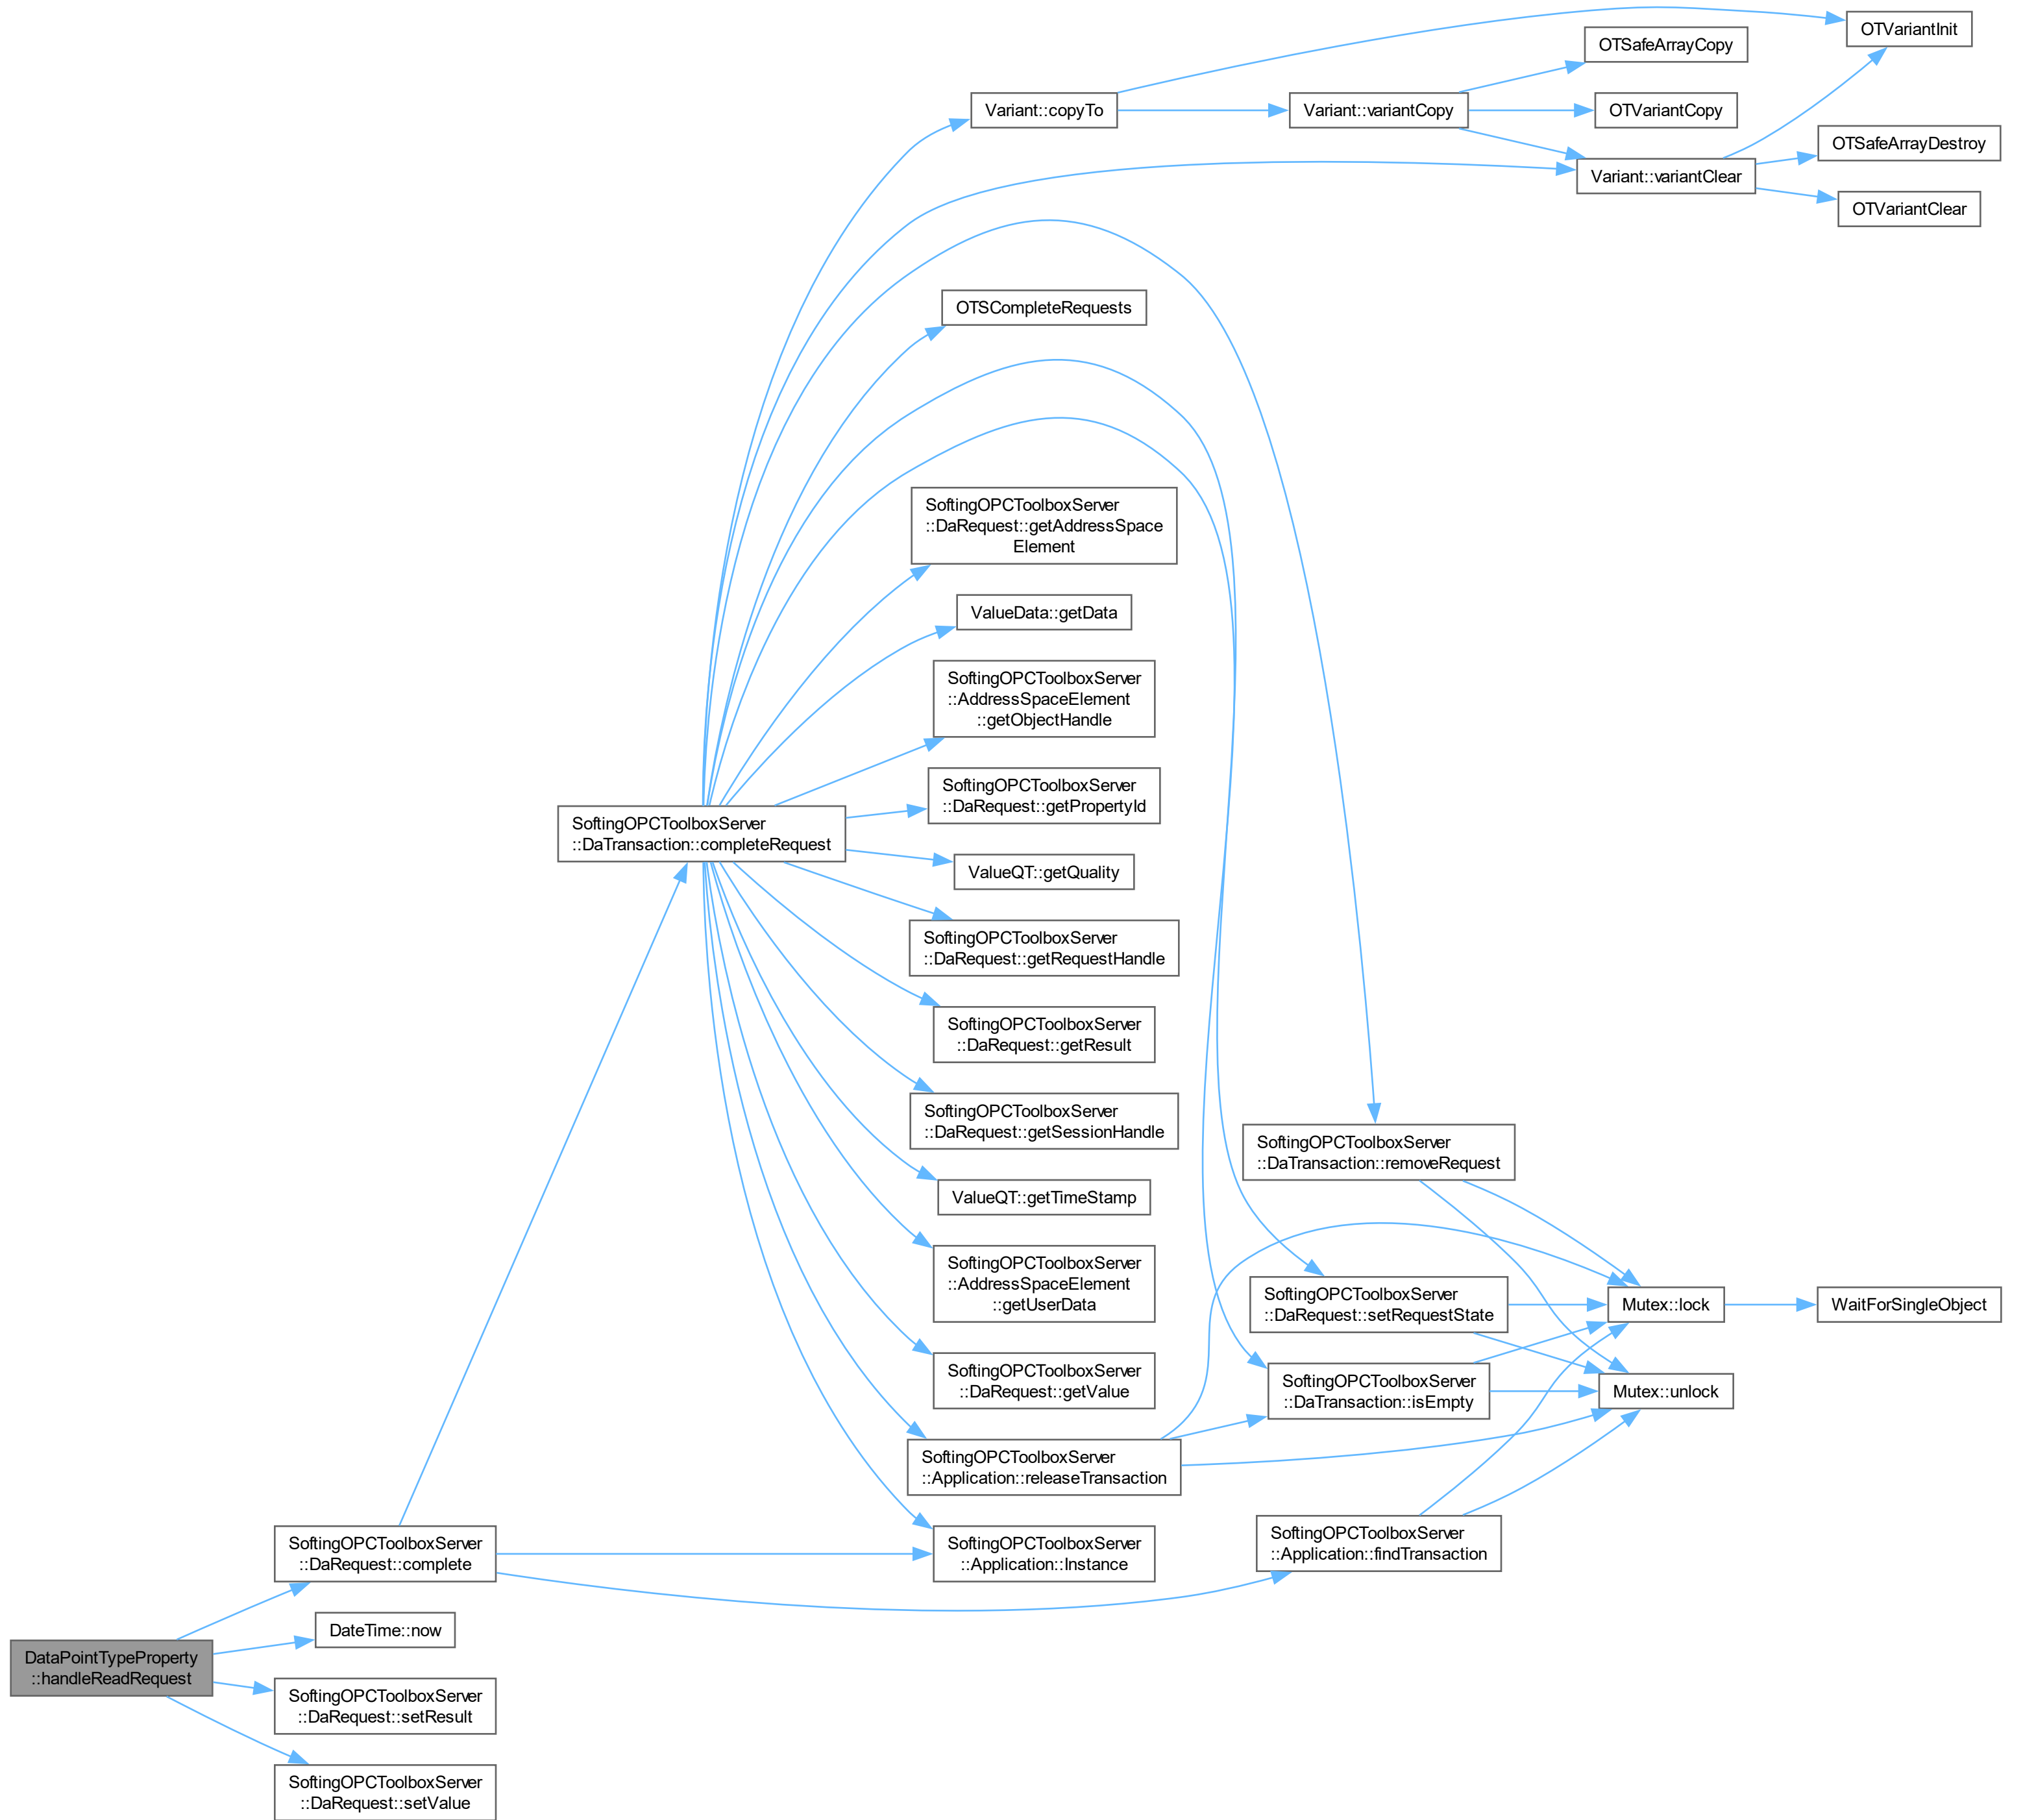 OTVariantInit
OTSafeArrayCopy
Variant::copyTo
Variant::variantCopy
OTVariantCopy
OTSafeArrayDestroy
Variant::variantClear
OTVariantClear
OTSCompleteRequests
SoftingOPCToolboxServer
::DaRequest::getAddressSpace
Element
ValueData::getData
SoftingOPCToolboxServer
::AddressSpaceElement
::getObjectHandle
SoftingOPCToolboxServer
::DaRequest::getPropertyId
SoftingOPCToolboxServer
::DaTransaction::completeRequest
ValueQT::getQuality
SoftingOPCToolboxServer
::DaRequest::getRequestHandle
SoftingOPCToolboxServer
::DaRequest::getResult
SoftingOPCToolboxServer
::DaRequest::getSessionHandle
SoftingOPCToolboxServer
::DaTransaction::removeRequest
ValueQT::getTimeStamp
SoftingOPCToolboxServer
::AddressSpaceElement
::getUserData
SoftingOPCToolboxServer
::DaRequest::setRequestState
Mutex::lock
WaitForSingleObject
SoftingOPCToolboxServer
::DaRequest::getValue
SoftingOPCToolboxServer
::DaTransaction::isEmpty
Mutex::unlock
SoftingOPCToolboxServer
::Application::releaseTransaction
SoftingOPCToolboxServer
::Application::findTransaction
SoftingOPCToolboxServer
::DaRequest::complete
SoftingOPCToolboxServer
::Application::Instance
DateTime::now
DataPointTypeProperty
::handleReadRequest
SoftingOPCToolboxServer
::DaRequest::setResult
SoftingOPCToolboxServer
::DaRequest::setValue